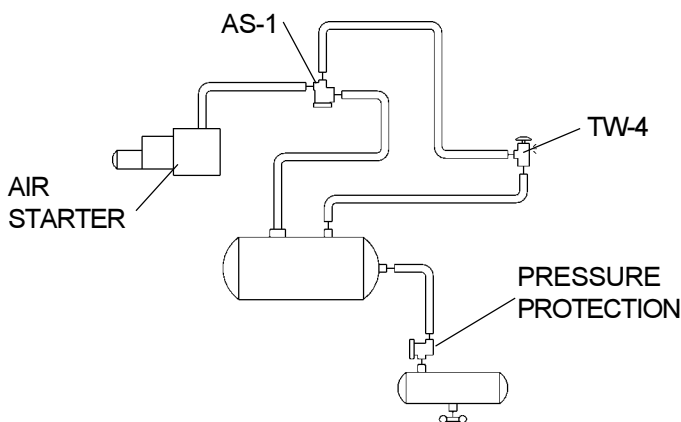 AS-1
TW-4
AIR
STARTER
PRESSURE
PROTECTION